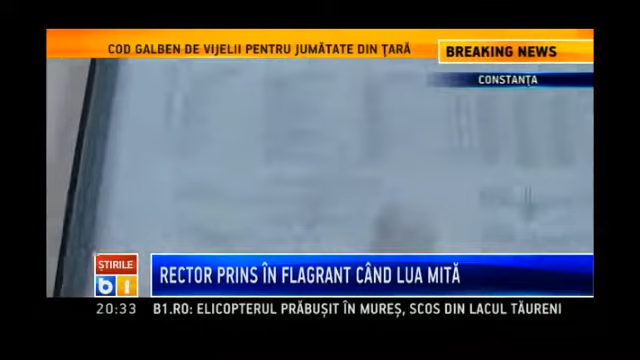 COD GALBEN DE VIJELII PENTRU JUMĂTATE DIN ŢARĂ
BREAKING NEWS
CONSTANŢA
ŞTIRILE
b1
RECTOR PRINS ÎN FLAGRANT CÂND LUA MITĂ
20:33 B1.RO: ELICOPTERUL PRĂBUŞIT ÎN MUREŞ, SCOS DIN LACUL TĂURENI